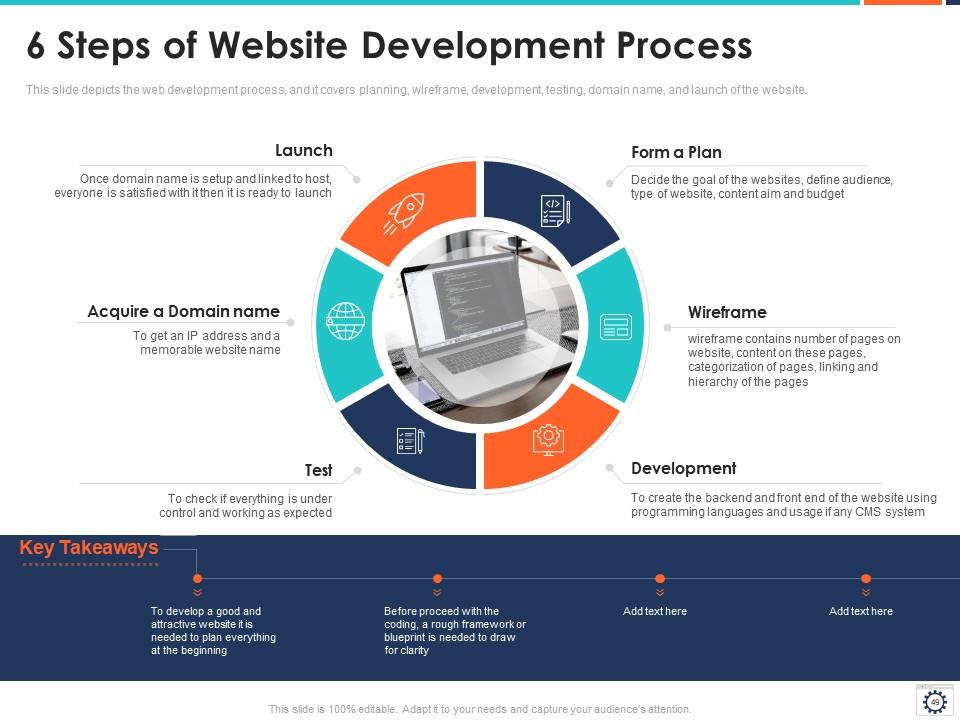 6 Steps of Website Development Process
This slide depicts the web development process, and it covers planning, wireframe, development, testing, domain name, and launch of the website.
Launch
Once domain name is setup and linked to host,
everyone is satisfied with it then it is ready to launch
Form a Plan
Decide the goal of the websites, define audience,
type of website, content aim and budget
Acquire a Domain name
To get an IP address and a
memorable website name
Wireframe
wireframe contains number of pages on
website, content on these pages,
categorization of pages, linking and
hierarchy of the pages
Test
To check if everything is under
control and working as expected
Development
To create the backend and front end of the website using
programming languages and usage if any CMS system
Key Takeaways
To develop a good and
attractive website it is
needed to plan everything
at the beginning
Before proceed with the
coding, a rough framework or
blueprint is needed to draw
for clarity
Add text here
Add text here
This slide is 100% editable. Adapt it to your needs and capture your audience's attention.
49